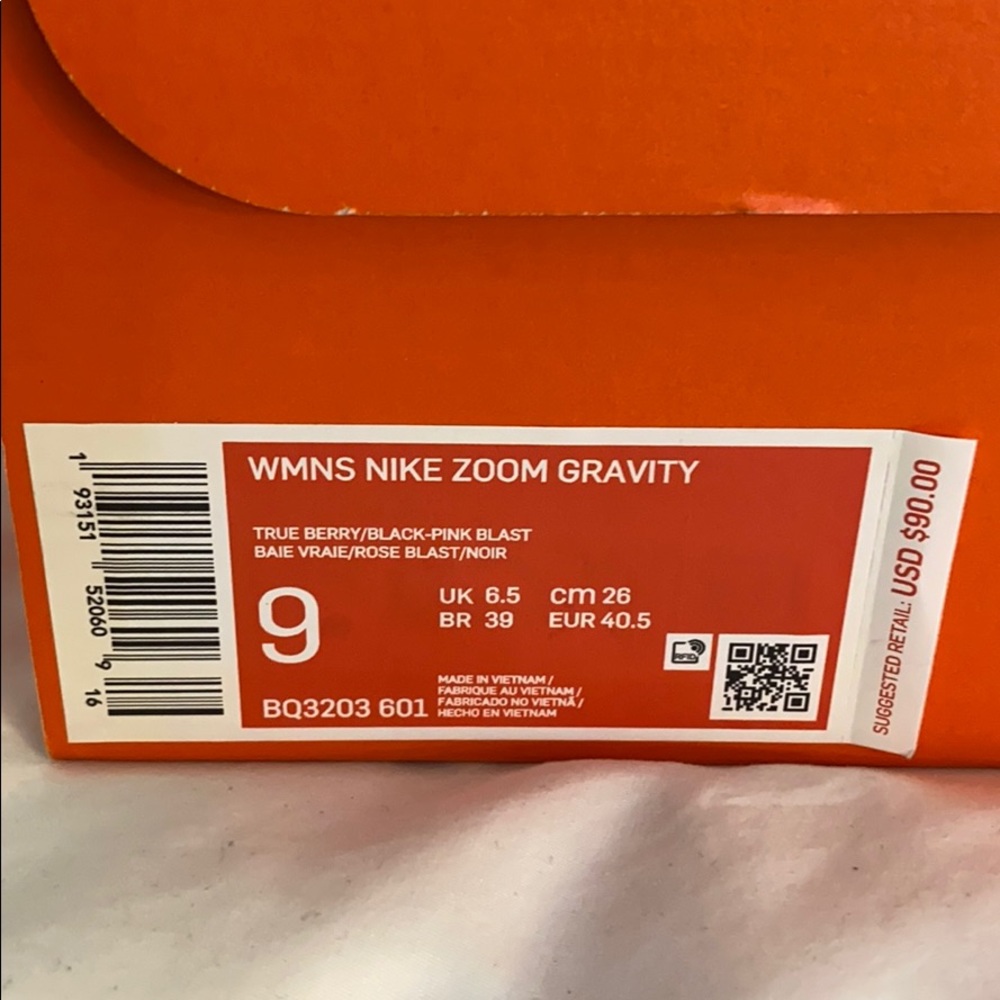 WMNS NIKE ZOOM GRAVITY
TRUE BERRY/BLACK-PINK BLAST
BAIE VRAIE/ROSE BLAST/NOIR
9
UK 6.5 cm 26
BR 39 EUR 40.5
BQ3203 601
MADE IN VIETNAM /
FABRIQUE AU VIETNAM /
FABRICADO NO VIETNÃ /
HECHO EN VIETNAM
RFID
1 93151 52060 9 16
SUGGESTED RETAIL: USD $90.00